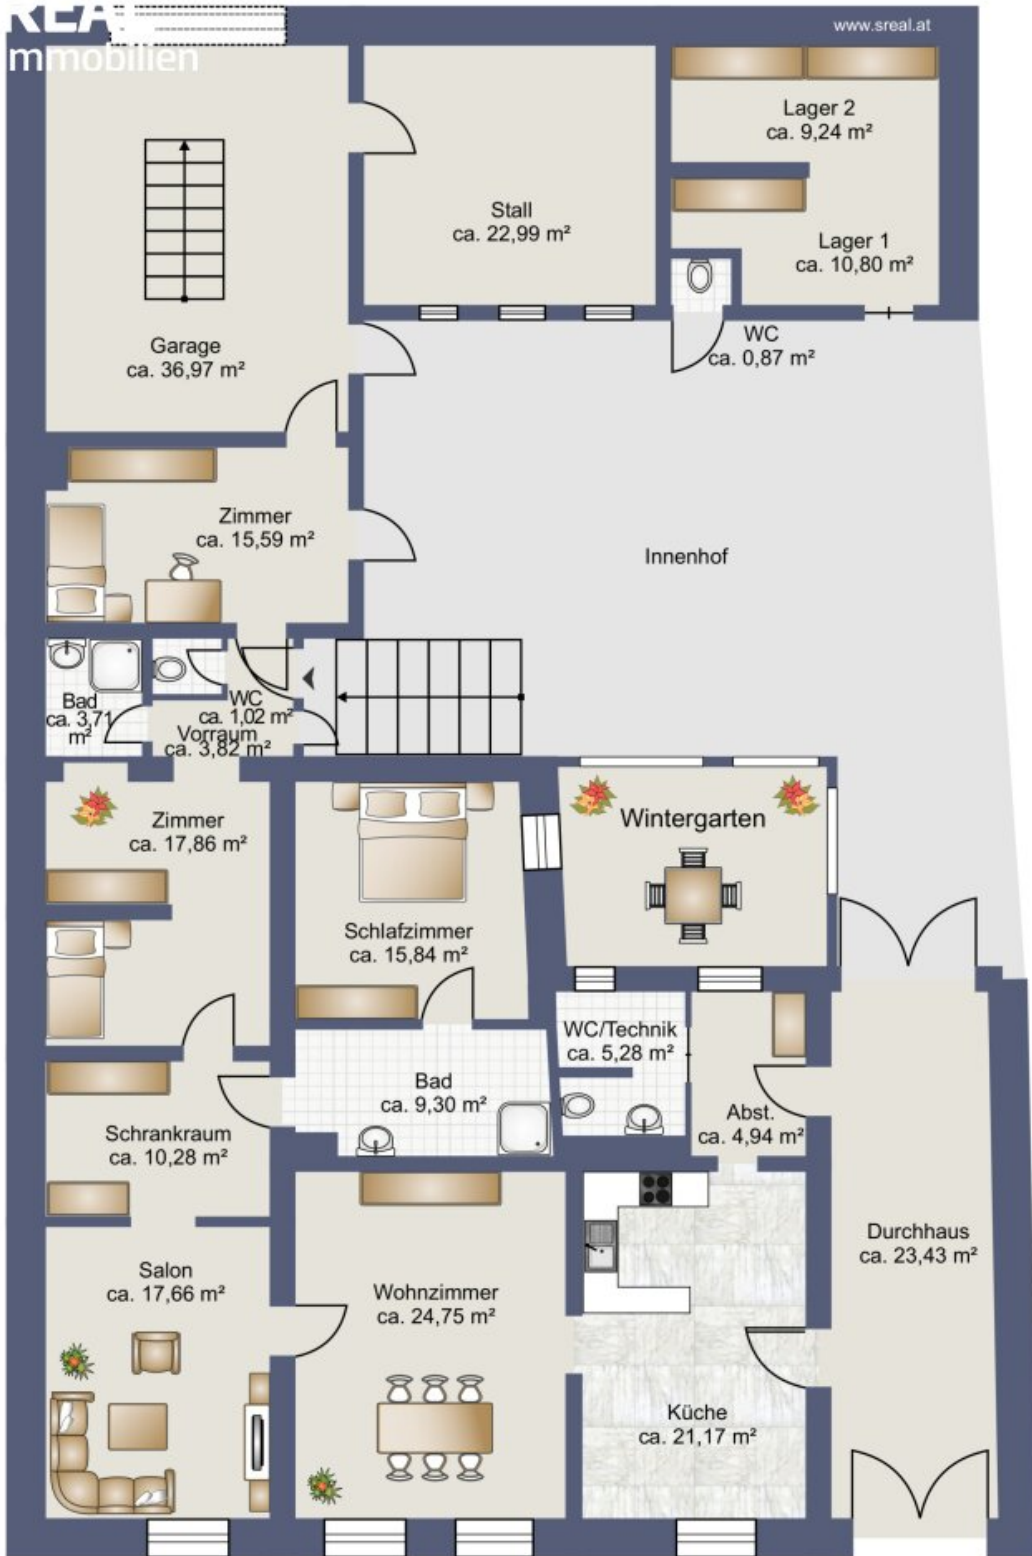 REAL
mmobilien
www.sreal.at
Lager 2
ca. 9,24 m²
Stall
ca. 22,99 m²
Lager 1
ca. 10,80 m²
Garage
ca. 36,97 m²
WC
ca. 0,87 m²
Zimmer
ca. 15,59 m²
Innenhof
Bad
ca. 3,71
m²
WC
ca. 1,02 m²
Vorraum
ca. 3,82 m²
Zimmer
ca. 17,86 m²
Wintergarten
Schlafzimmer
ca. 15,84 m²
WC/Technik
ca. 5,28 m²
Bad
ca. 9,30 m²
Abst.
ca. 4,94 m²
Schrankraum
ca. 10,28 m²
Durchhaus
ca. 23,43 m²
Salon
ca. 17,66 m²
Wohnzimmer
ca. 24,75 m²
Küche
ca. 21,17 m²